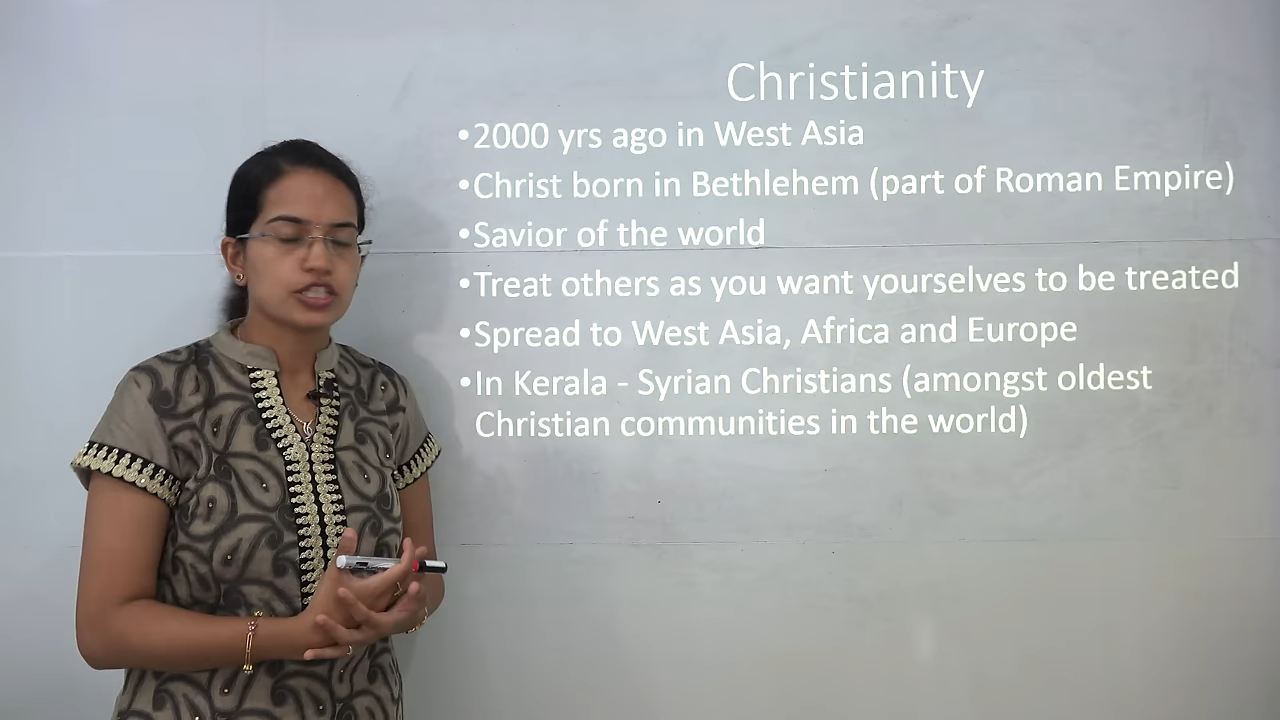 Christianity
•2000 yrs ago in West Asia
•Christ born in Bethlehem (part of Roman Empire)
•Savior of the world
•Treat others as you want yourselves to be treated
•Spread to West Asia, Africa and Europe
•In Kerala - Syrian Christians (amongst oldest
Christian communities in the world)